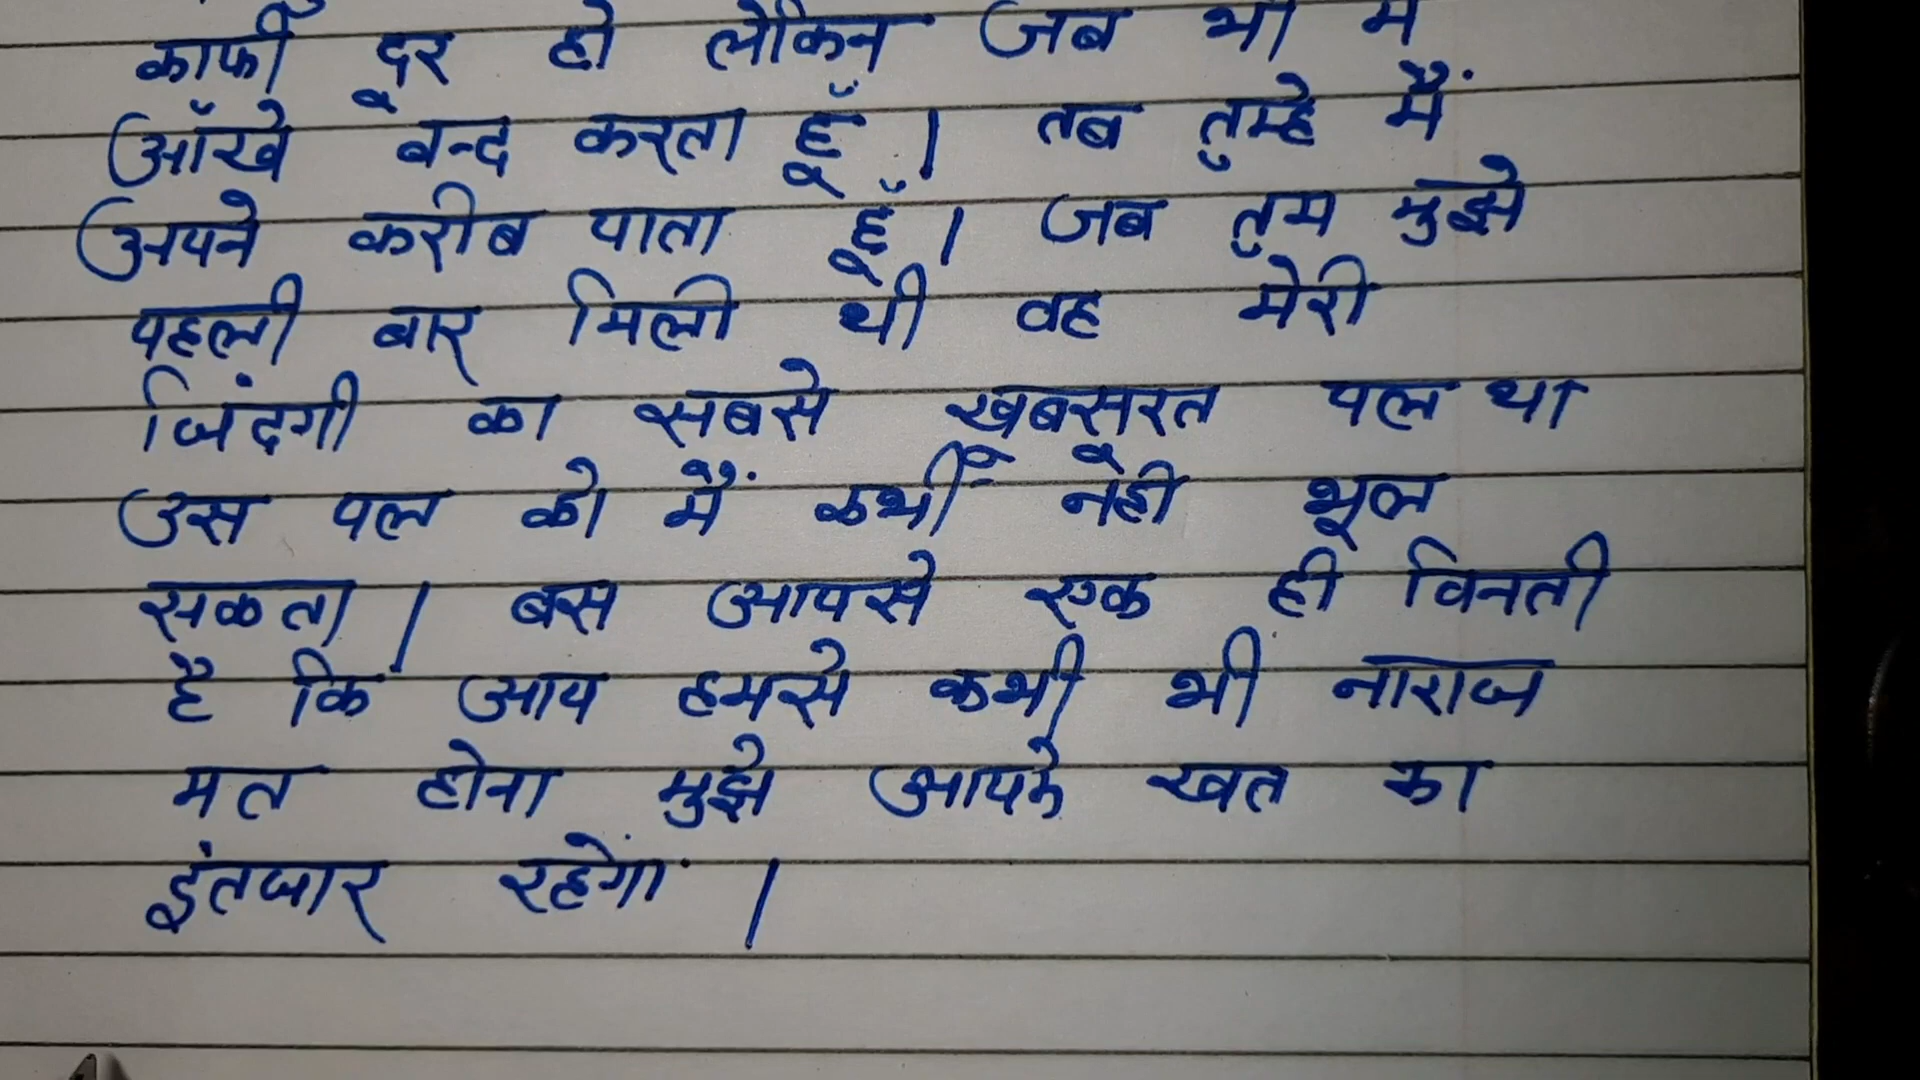 काफी दूर हो लेकिन जब भी मैं
आँखे बन्द करता हूँ। तब तुम्हे मैं
अपने करीब पाता हूँ। जब तुम मुझे
पहली बार मिली थी वह मेरी
जिंदगी का सबसे खूबसूरत पल था
उस पल को मैं कभी नही भूल
सकता। बस आपसे एक ही विनती
है कि आप हमसे कभी भी नाराज
मत होना मुझे आपके खत का
इंतजार रहेगा।